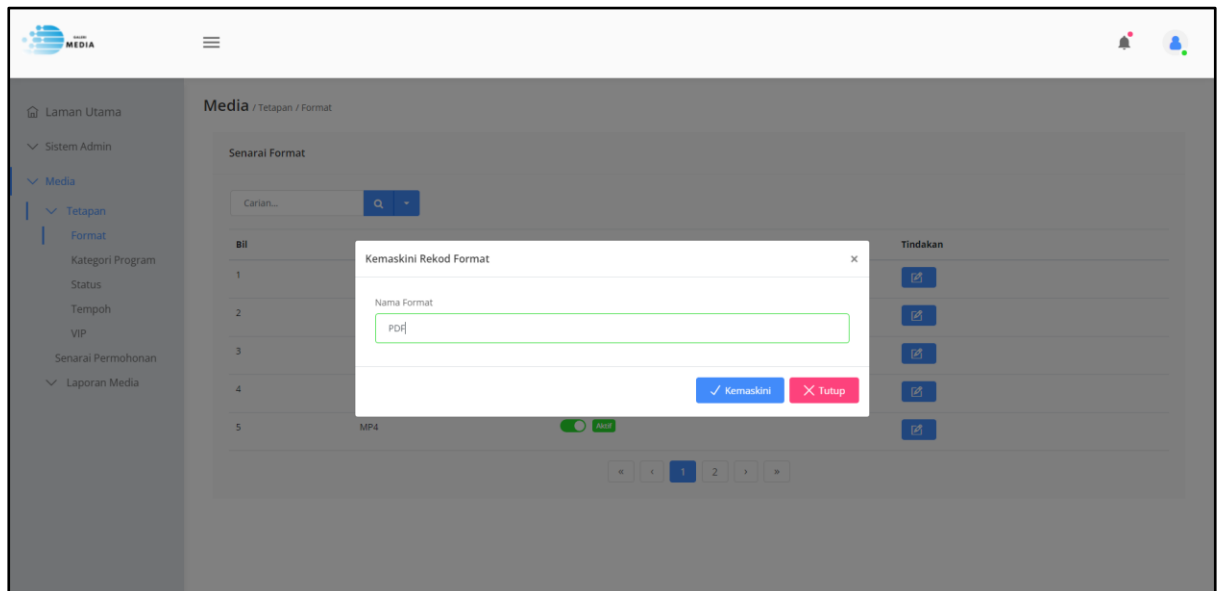 MEDIA
Laman Utama
Media / Tetapan / Format
Sistem Admin
Senarai Format
Media
Carian...
Tetapan
Format
Bil
Tindakan
Kategori Program
Kemaskini Rekod Format
1
Status
Nama Format
Tempoh
2
PDF
VIP
3
Senarai Permohonan
Laporan Media
4
Kemaskini
Tutup
5 MP4 Aktif
« ‹ 1 2 › »